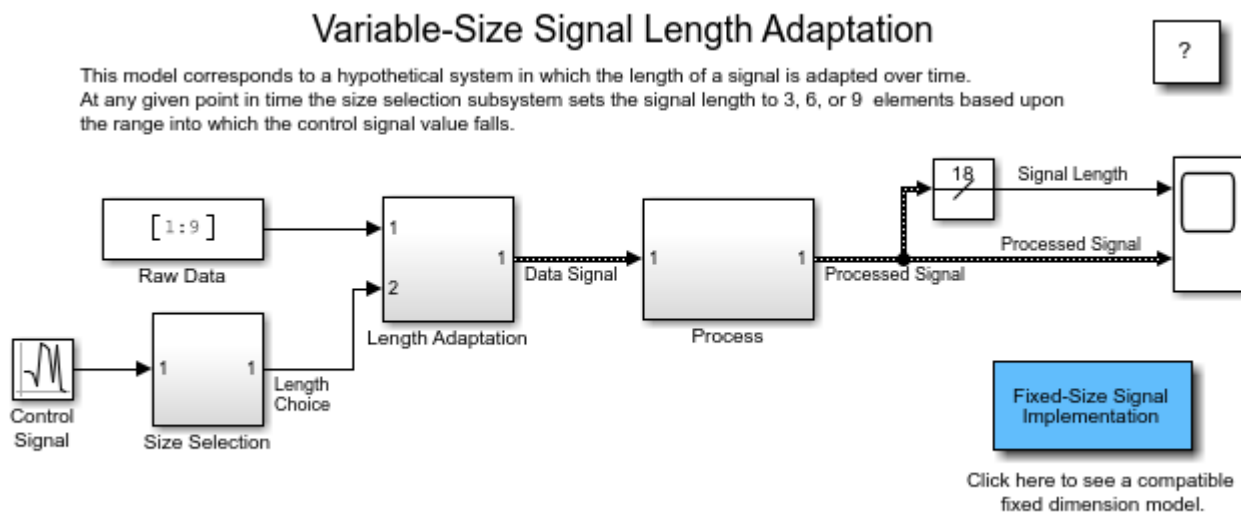 Variable-Size Signal Length Adaptation
?
This model corresponds to a hypothetical system in which the length of a signal is adapted over time.
At any given point in time the size selection subsystem sets the signal length to 3, 6, or 9 elements based upon
the range into which the control signal value falls.
18
Signal Length
[1:9]
Raw Data
1
2
1
Length Adaptation
Data Signal
1
1
Process
Processed Signal
Processed Signal
Control
Signal
1
1
Size Selection
Length
Choice
Fixed-Size Signal
Implementation
Click here to see a compatible
fixed dimension model.